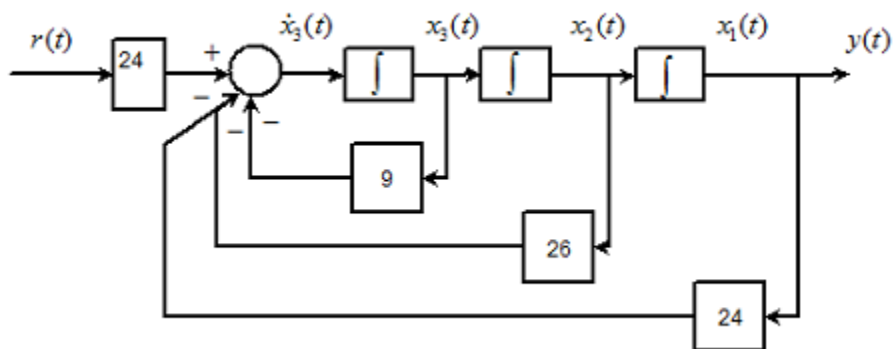 r(t) ẋ₃(t) x₃(t) x₂(t) x₁(t) y(t)
24 + ∫ ∫ ∫
−
− −
9
26
24